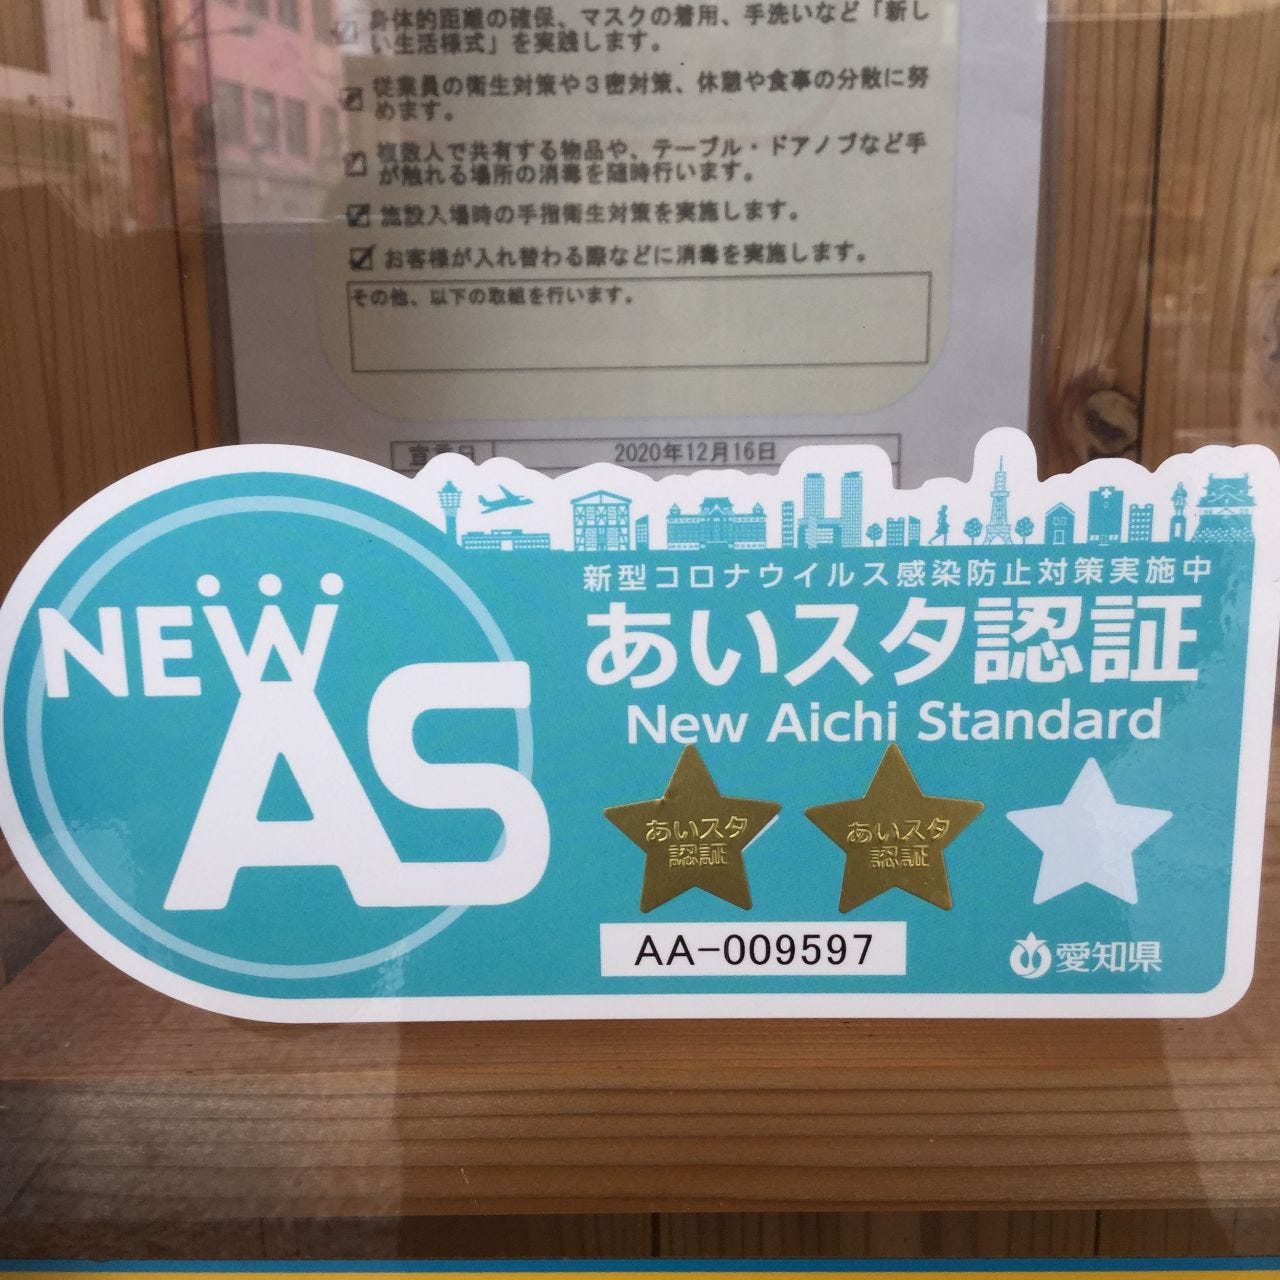 身体的距離の確保、マスクの着用、手洗いなど「新し
い生活様式」を実践します。
従業員の衛生対策や3密対策、休憩や食事の分散に努
めます。
複数人で共有する物品や、テーブル・ドアノブなど手
が触れる場所の消毒を随時行います。
施設入場時の手指衛生対策を実施します。
お客様が入れ替わる際などに消毒を実施します。
その他、以下の取組を行います。
宣言日 2020年12月16日
NEW
AS
新型コロナウイルス感染防止対策実施中
あいスタ認証
New Aichi Standard
あいスタ
認証
あいスタ
認証
AA-009597
愛知県